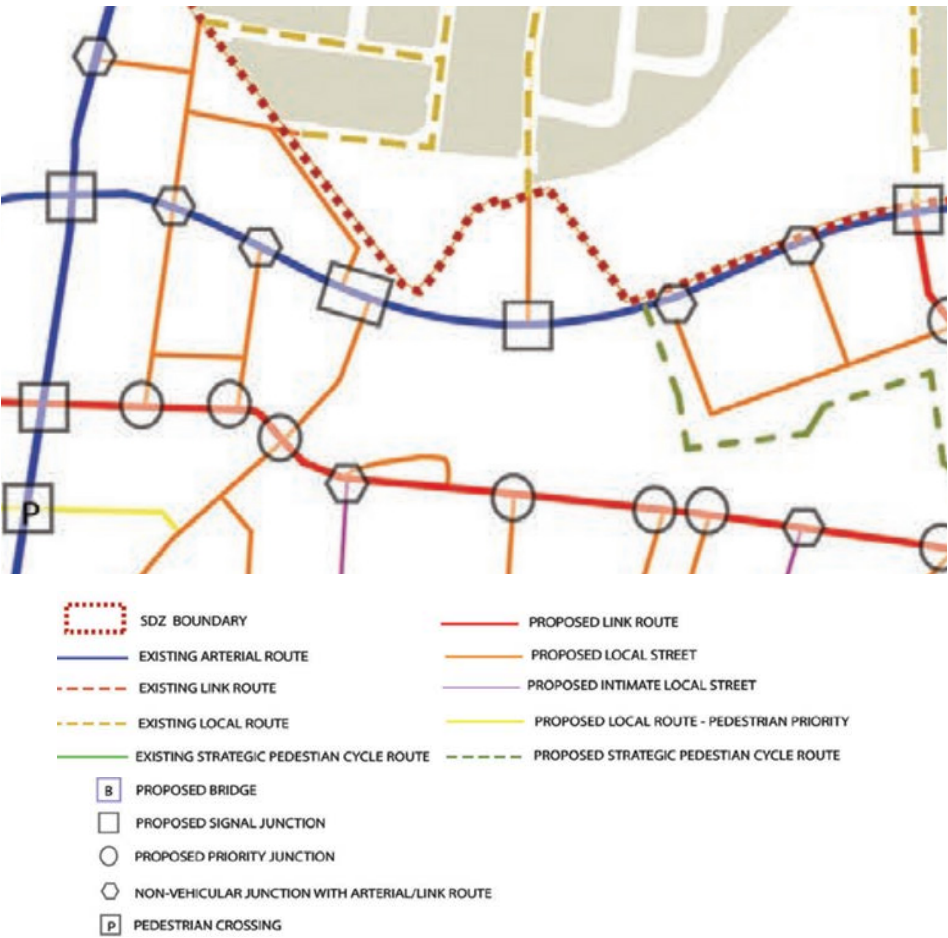 P
SDZ BOUNDARY
PROPOSED LINK ROUTE
EXISTING ARTERIAL ROUTE
PROPOSED LOCAL STREET
EXISTING LINK ROUTE
PROPOSED INTIMATE LOCAL STREET
EXISTING LOCAL ROUTE
PROPOSED LOCAL ROUTE - PEDESTRIAN PRIORITY
EXISTING STRATEGIC PEDESTIAN CYCLE ROUTE
PROPOSED STRATEGIC PEDESTIAN CYCLE ROUTE
B PROPOSED BRIDGE
PROPOSED SIGNAL JUNCTION
PROPOSED PRIORITY JUNCTION
NON-VEHICULAR JUNCTION WITH ARTERIAL/LINK ROUTE
P PEDESTRIAN CROSSING